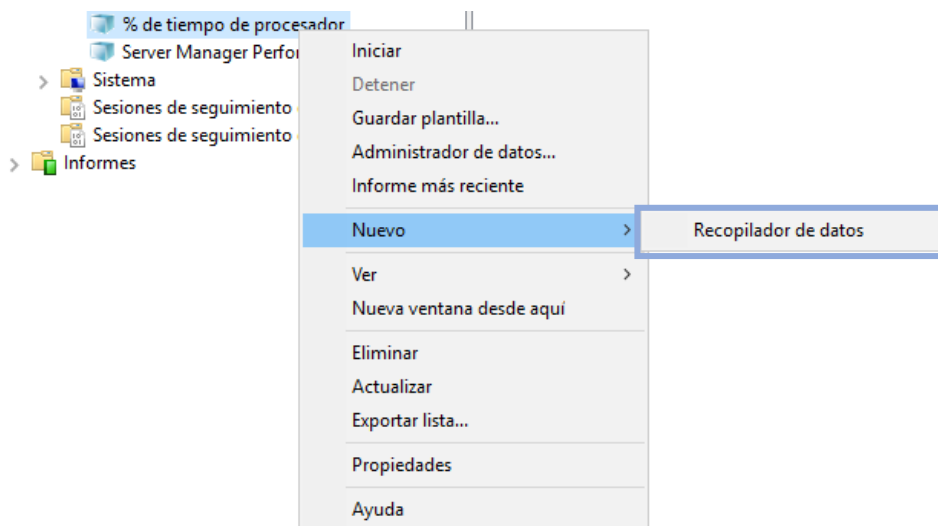 % de tiempo de procesador
Server Manager Perfor
Sistema
Sesiones de seguimiento
Sesiones de seguimiento
Informes
Iniciar
Detener
Guardar plantilla...
Administrador de datos...
Informe más reciente
Nuevo
Recopilador de datos
Ver
Nueva ventana desde aquí
Eliminar
Actualizar
Exportar lista...
Propiedades
Ayuda